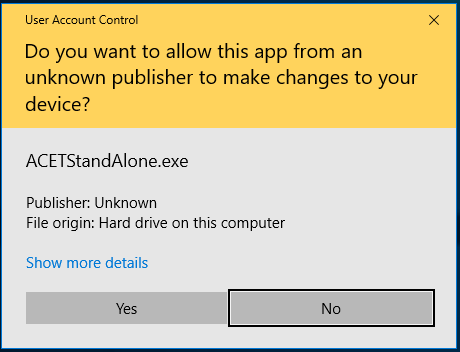 User Account Control
Do you want to allow this app from an
unknown publisher to make changes to your
device?
ACETStandAlone.exe
Publisher: Unknown
File origin: Hard drive on this computer
Show more details
Yes
No